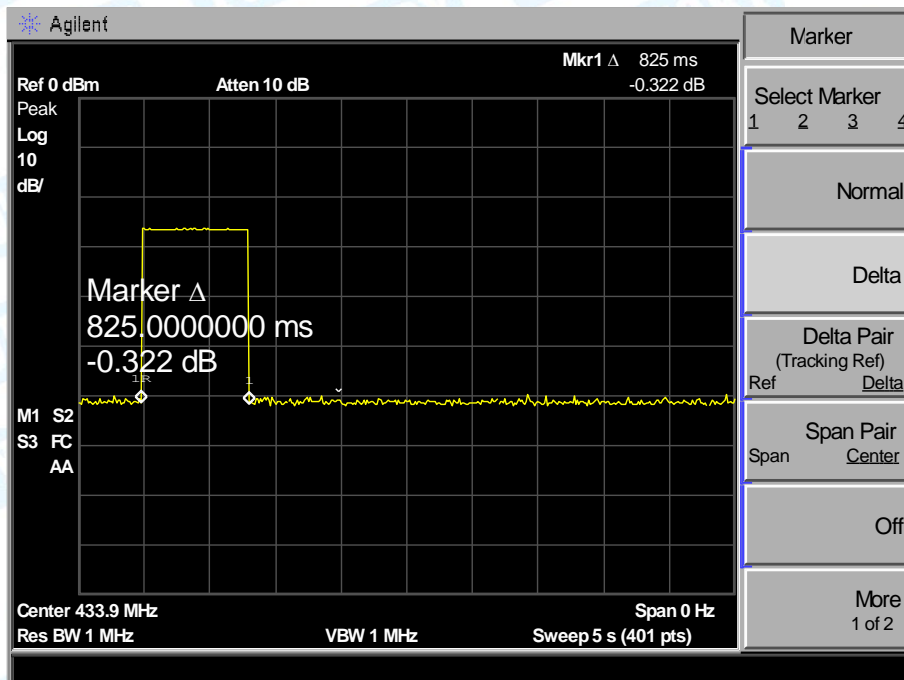 Agilent
Marker
Mkr1 Δ 825 ms
Ref 0 dBm Atten 10 dB -0.322 dB
Peak
Log
10
dB/
Marker Δ
825.0000000 ms
-0.322 dB
1R 1
M1 S2
S3 FC
AA
Center 433.9 MHz Span 0 Hz
Res BW 1 MHz VBW 1 MHz Sweep 5 s (401 pts)
Select Marker
1 2 3 4
Normal
Delta
Delta Pair
(Tracking Ref)
Ref Delta
Span Pair
Span Center
Off
More
1 of 2